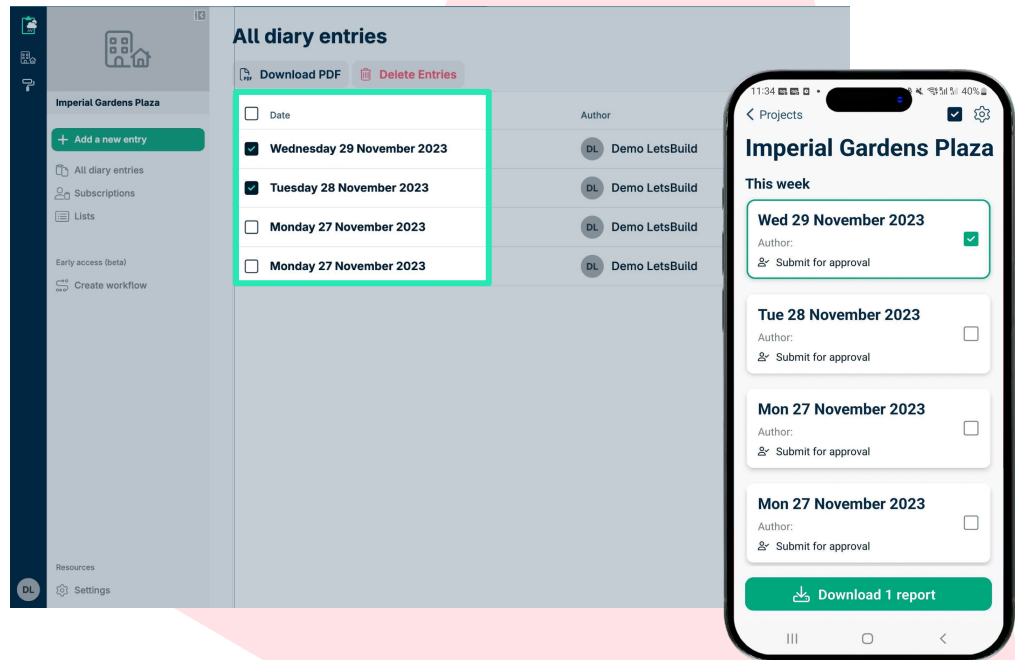 All diary entries
PDF Download PDF Delete Entries
Imperial Gardens Plaza
+ Add a new entry
All diary entries
Subscriptions
Lists
Early access (beta)
Create workflow
Resources
DL Settings
Date Author
Wednesday 29 November 2023 DL Demo LetsBuild
Tuesday 28 November 2023 DL Demo LetsBuild
Monday 27 November 2023 DL Demo LetsBuild
Monday 27 November 2023 DL Demo LetsBuild
11:34 40%
< Projects
Imperial Gardens Plaza
This week
Wed 29 November 2023
Author:
Submit for approval
Tue 28 November 2023
Author:
Submit for approval
Mon 27 November 2023
Author:
Submit for approval
Mon 27 November 2023
Author:
Submit for approval
Download 1 report